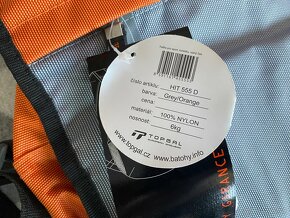 číslo artiklu: HIT 555 D
barva: Grey/Orange
cena:
materiál: 100% NYLON
nosnost: 6kg
TOPGAL
www.topgal.cz www.batohy.info